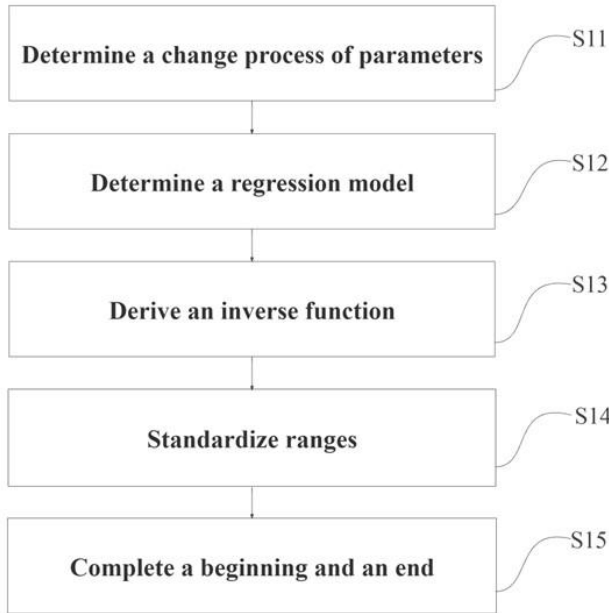 Determine a change process of parameters
S11
Determine a regression model
S12
Derive an inverse function
S13
Standardize ranges
S14
Complete a beginning and an end
S15